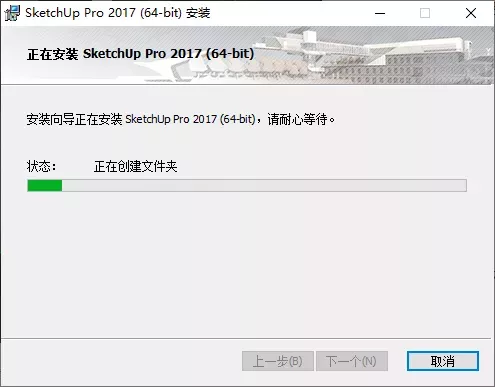 SketchUp Pro 2017 (64-bit) 安装
正在安装 SketchUp Pro 2017 (64-bit)
安装向导正在安装 SketchUp Pro 2017 (64-bit)，请耐心等待。
状态： 正在创建文件夹
上一步(B) 下一个(N) 取消